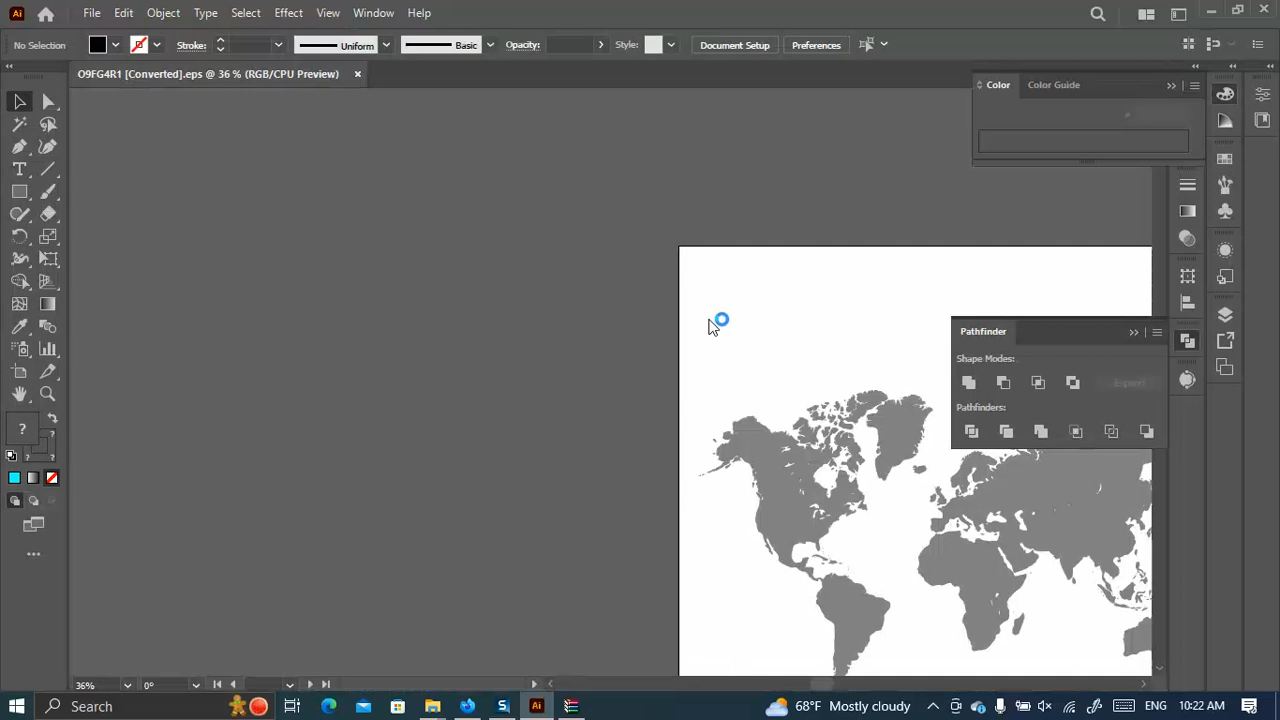 Ai File Edit Object Type Select Effect View Window Help
No Selection Stroke: Uniform Basic Opacity: Style: Document Setup Preferences
O9FG4R1 [Converted].eps @ 36 % (RGB/CPU Preview) ×
Color Color Guide
Pathfinder
Shape Modes:
Expand
Pathfinders:
?
36% 0°
Search Ai 68°F Mostly cloudy ENG 10:22 AM